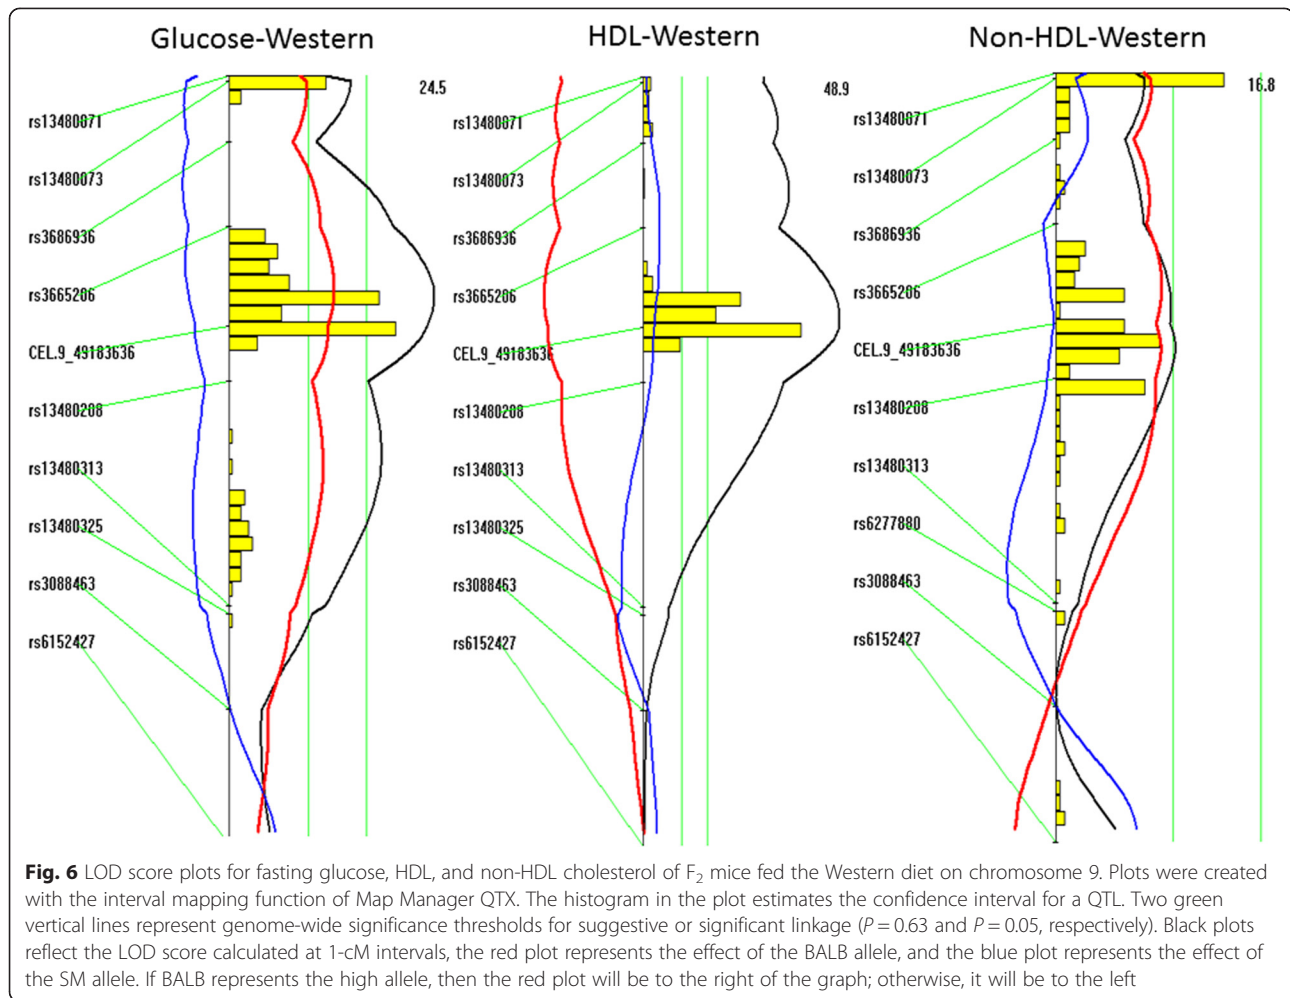 Glucose-Western
HDL-Western
Non-HDL-Western
24.5
rs13480071
rs13480073
rs3686936
rs3665206
CEL.9_49183636
rs13480208
rs13480313
rs13480325
rs3088463
rs6152427
48.9
rs13480071
rs13480073
rs3686936
rs3665206
CEL.9_49183636
rs13480208
rs13480313
rs13480325
rs3088463
rs6152427
16.8
rs13480071
rs13480073
rs3686936
rs3665206
CEL.9_49183636
rs13480208
rs13480313
rs6277880
rs3088463
rs6152427
Fig. 6 LOD score plots for fasting glucose, HDL, and non-HDL cholesterol of F2 mice fed the Western diet on chromosome 9. Plots were created
with the interval mapping function of Map Manager QTX. The histogram in the plot estimates the confidence interval for a QTL. Two green
vertical lines represent genome-wide significance thresholds for suggestive or significant linkage (P = 0.63 and P = 0.05, respectively). Black plots
reflect the LOD score calculated at 1-cM intervals, the red plot represents the effect of the BALB allele, and the blue plot represents the effect of
the SM allele. If BALB represents the high allele, then the red plot will be to the right of the graph; otherwise, it will be to the left